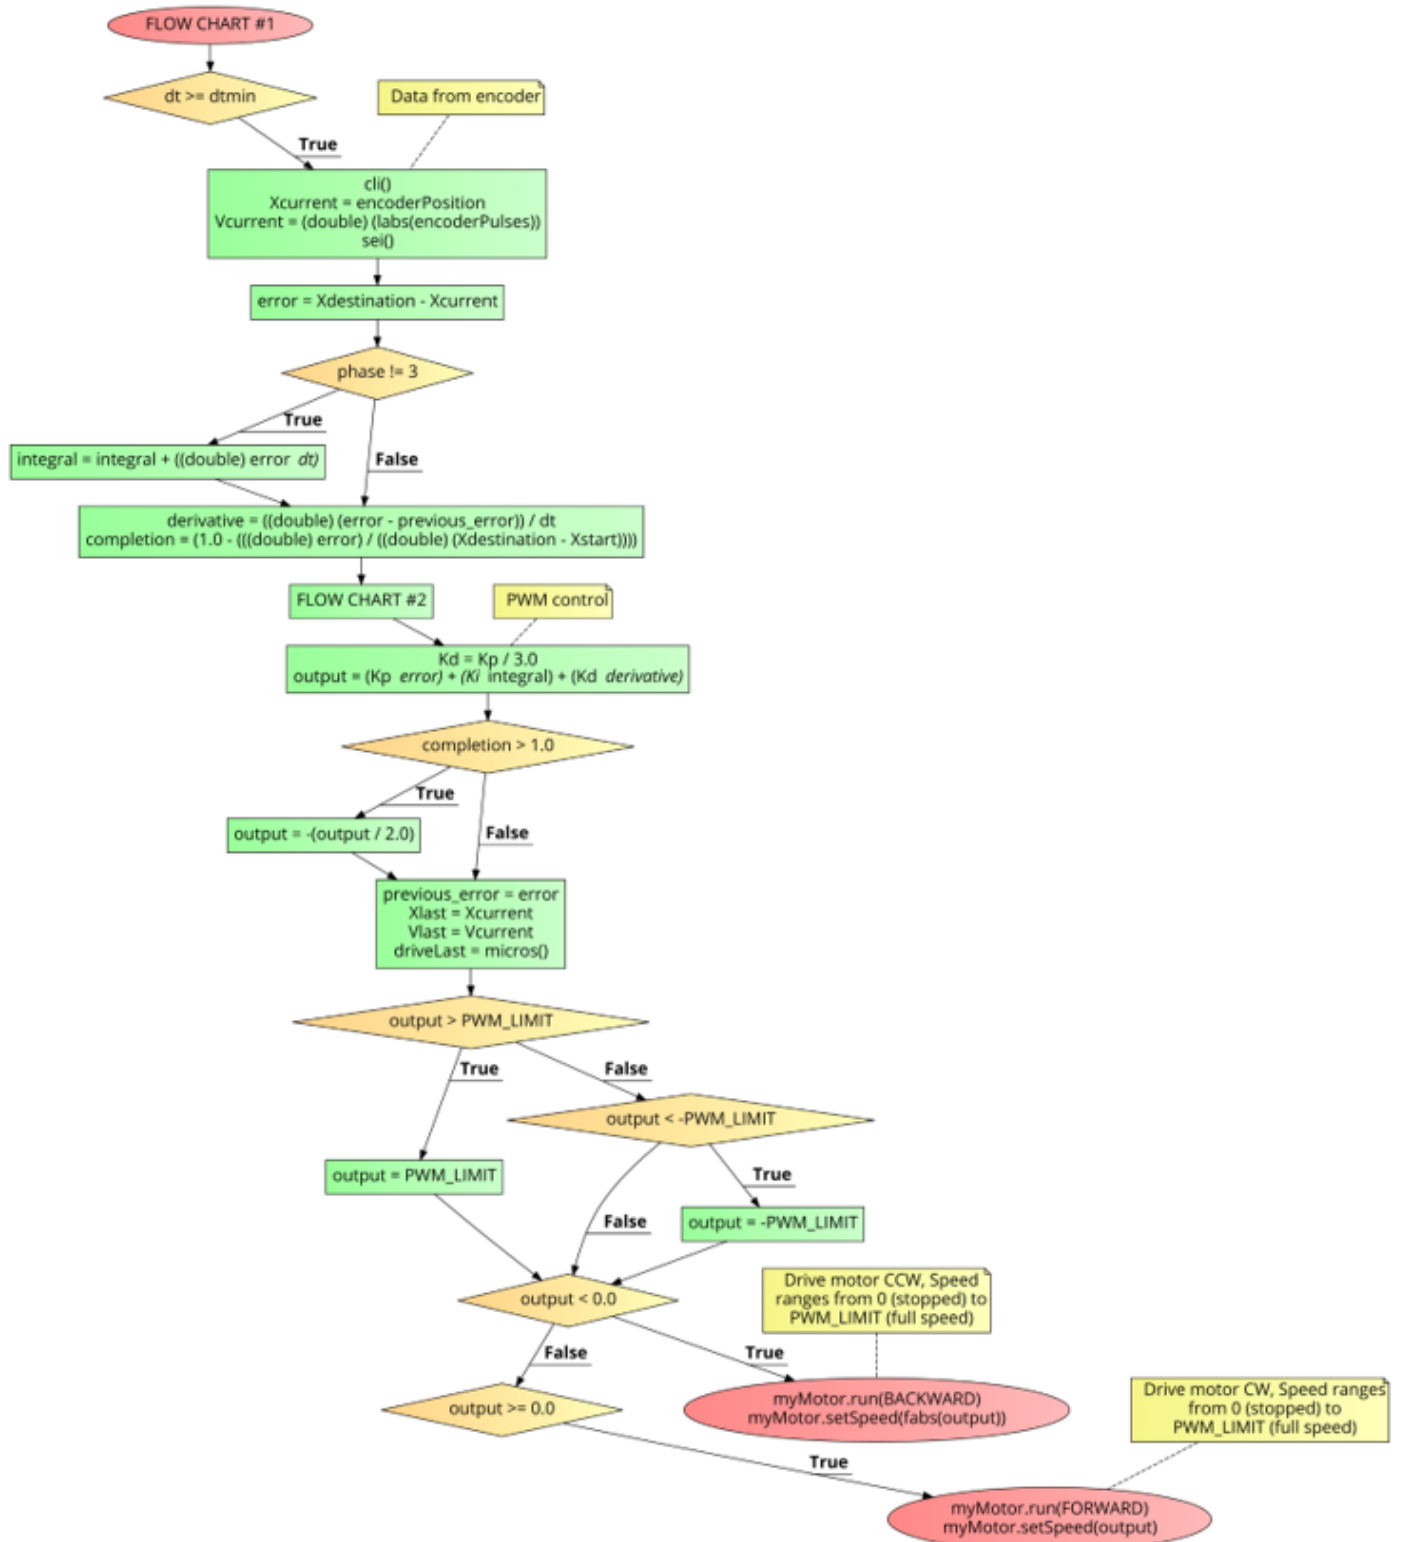 FLOW CHART #1
dt >= dtmin
Data from encoder
True
cli()
Xcurrent = encoderPosition
Vcurrent = (double) (labs(encoderPulses))
sei()
error = Xdestination - Xcurrent
phase != 3
True
integral = integral + ((double) error dt)
False
derivative = ((double) (error - previous_error)) / dt
completion = (1.0 - (((double) error) / ((double) (Xdestination - Xstart))))
FLOW CHART #2
PWM control
Kd = Kp / 3.0
output = (Kp error) + (Ki integral) + (Kd derivative)
completion > 1.0
True
output = -(output / 2.0)
False
previous_error = error
Xlast = Xcurrent
Vlast = Vcurrent
driveLast = micros()
output > PWM_LIMIT
True
False
output < -PWM_LIMIT
output = PWM_LIMIT
True
False
output = -PWM_LIMIT
output < 0.0
Drive motor CCW, Speed
ranges from 0 (stopped) to
PWM_LIMIT (full speed)
False
True
output >= 0.0
myMotor.run(BACKWARD)
myMotor.setSpeed(fabs(output))
Drive motor CW, Speed ranges
from 0 (stopped) to
PWM_LIMIT (full speed)
True
myMotor.run(FORWARD)
myMotor.setSpeed(output)